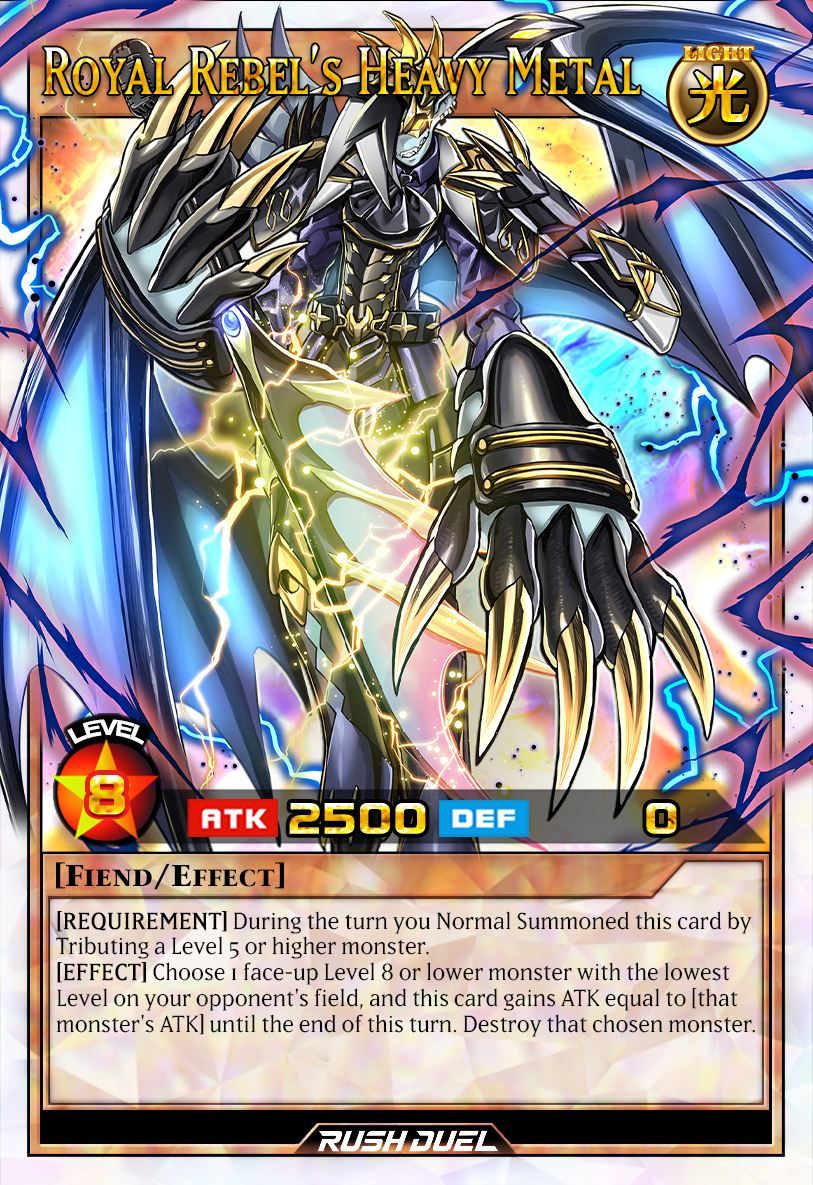 ROYAL REBEL'S HEAVY METAL
LIGHT
光
LEVEL
8
ATK 2500 DEF 0
[FIEND/EFFECT]
[REQUIREMENT] During the turn you Normal Summoned this card by
Tributing a Level 5 or higher monster.
[EFFECT] Choose 1 face-up Level 8 or lower monster with the lowest
Level on your opponent's field, and this card gains ATK equal to [that
monster's ATK] until the end of this turn. Destroy that chosen monster.
RUSH DUEL